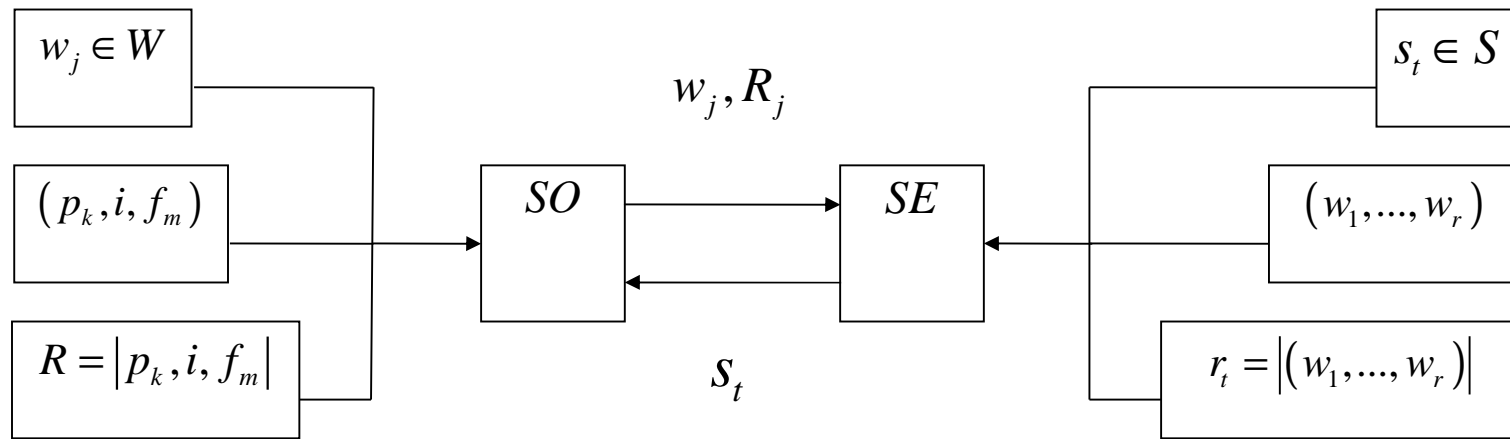 w_j ∈ W
s_t ∈ S
w_j, R_j
(p_k, i, f_m)
SO
SE
(w_1, ..., w_r)
R = |p_k, i, f_m|
s_t
r_t = |(w_1, ..., w_r)|